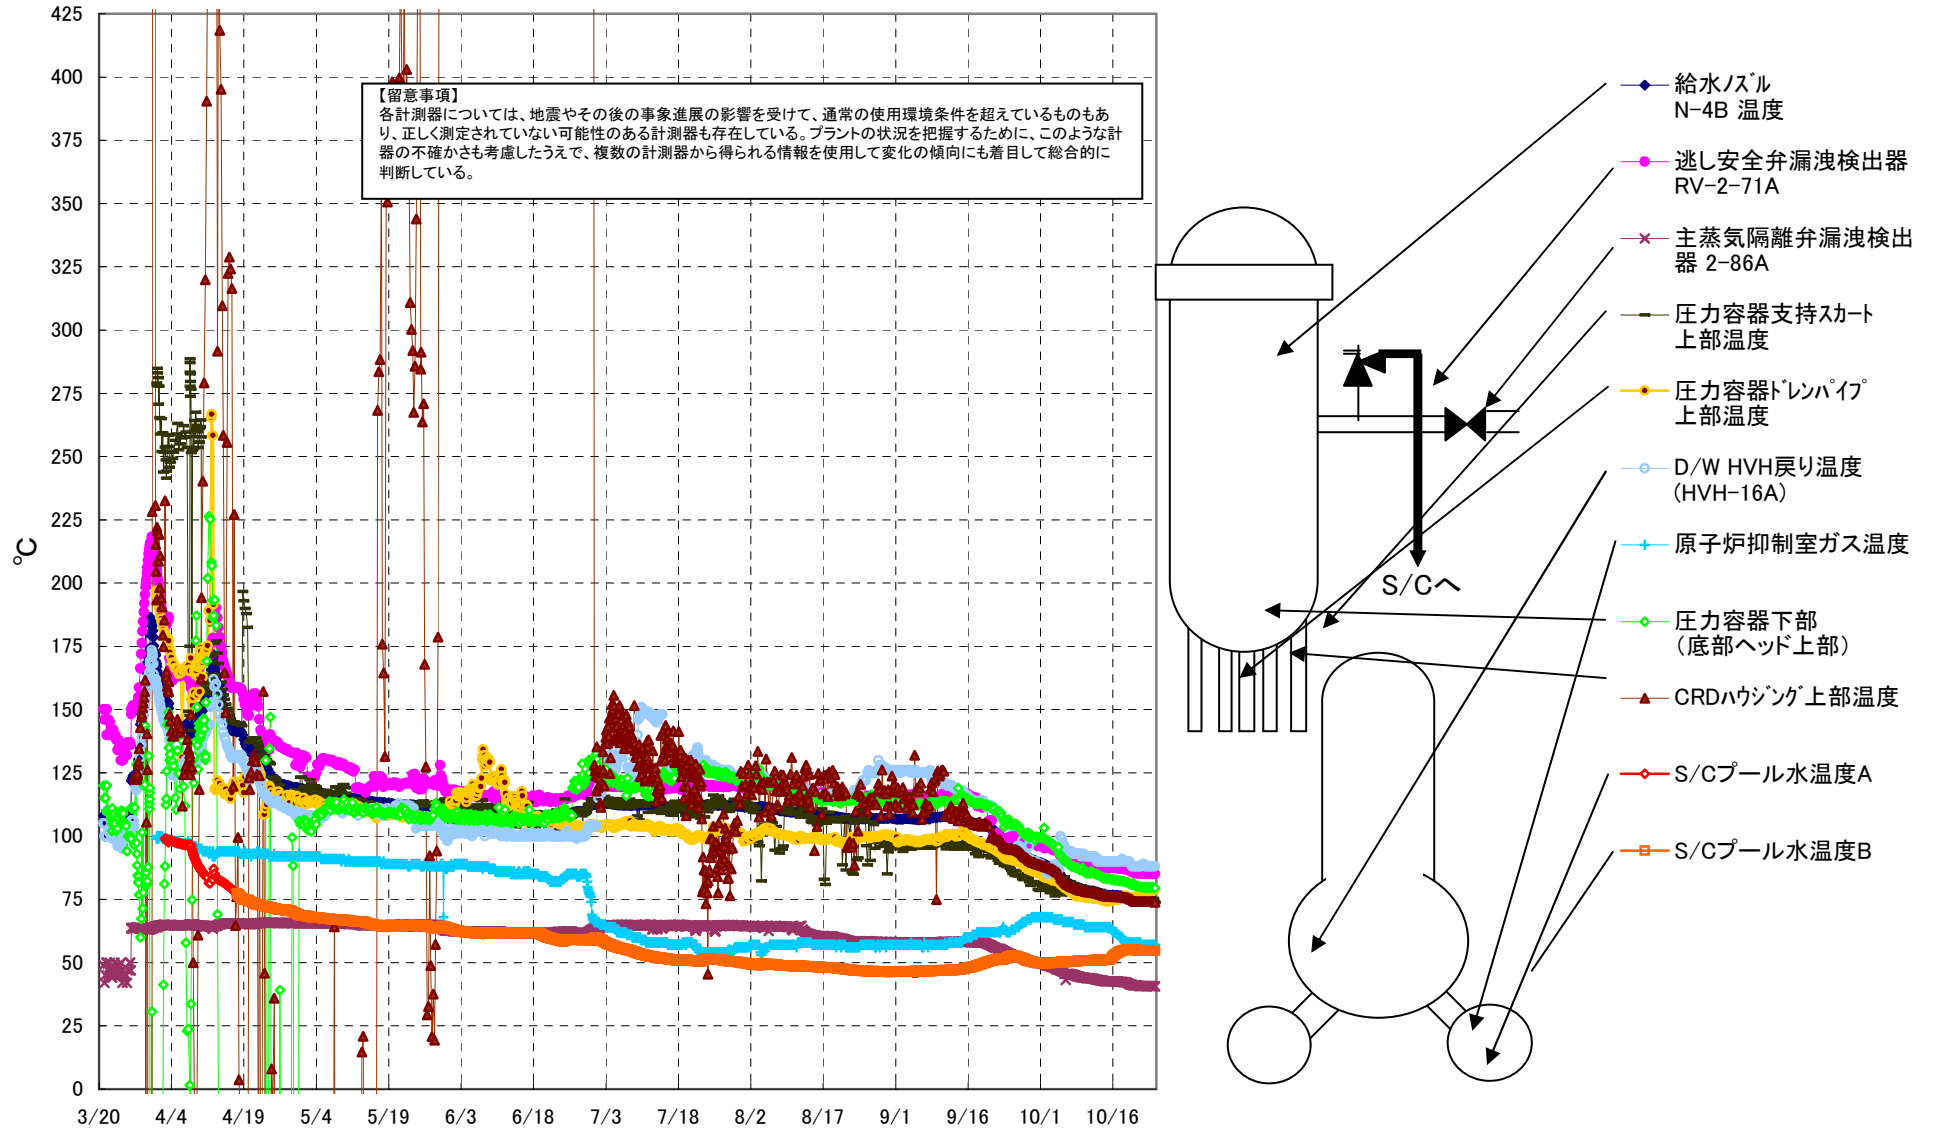 425
400
375
350
325
300
275
250
225
200
175
150
125
100
75
50
25
0
℃
3/20 4/4 4/19 5/4 5/19 6/3 6/18 7/3 7/18 8/2 8/17 9/1 9/16 10/1 10/16
【留意事項】
各計測器については、地震やその後の事象進展の影響を受けて、通常の使用環境条件を超えているものもあ
り、正しく測定されていない可能性のある計測器も存在している。プラントの状況を把握するために、このような計
器の不確かさも考慮したうえで、複数の計測器から得られる情報を使用して変化の傾向にも着目して総合的に
判断している。
S/Cへ
給水ﾉｽﾞﾙ
N-4B 温度
逃し安全弁漏洩検出器
RV-2-71A
主蒸気隔離弁漏洩検出
器 2-86A
圧力容器支持ｽｶｰﾄ
上部温度
圧力容器ﾄﾞﾚﾝﾊﾟｲﾌﾟ
上部温度
D/W HVH戻り温度
(HVH-16A)
原子炉抑制室ガス温度
圧力容器下部
（底部ヘッド上部）
CRDﾊｳｼﾞﾝｸﾞ上部温度
S/Cプール水温度A
S/Cプール水温度B